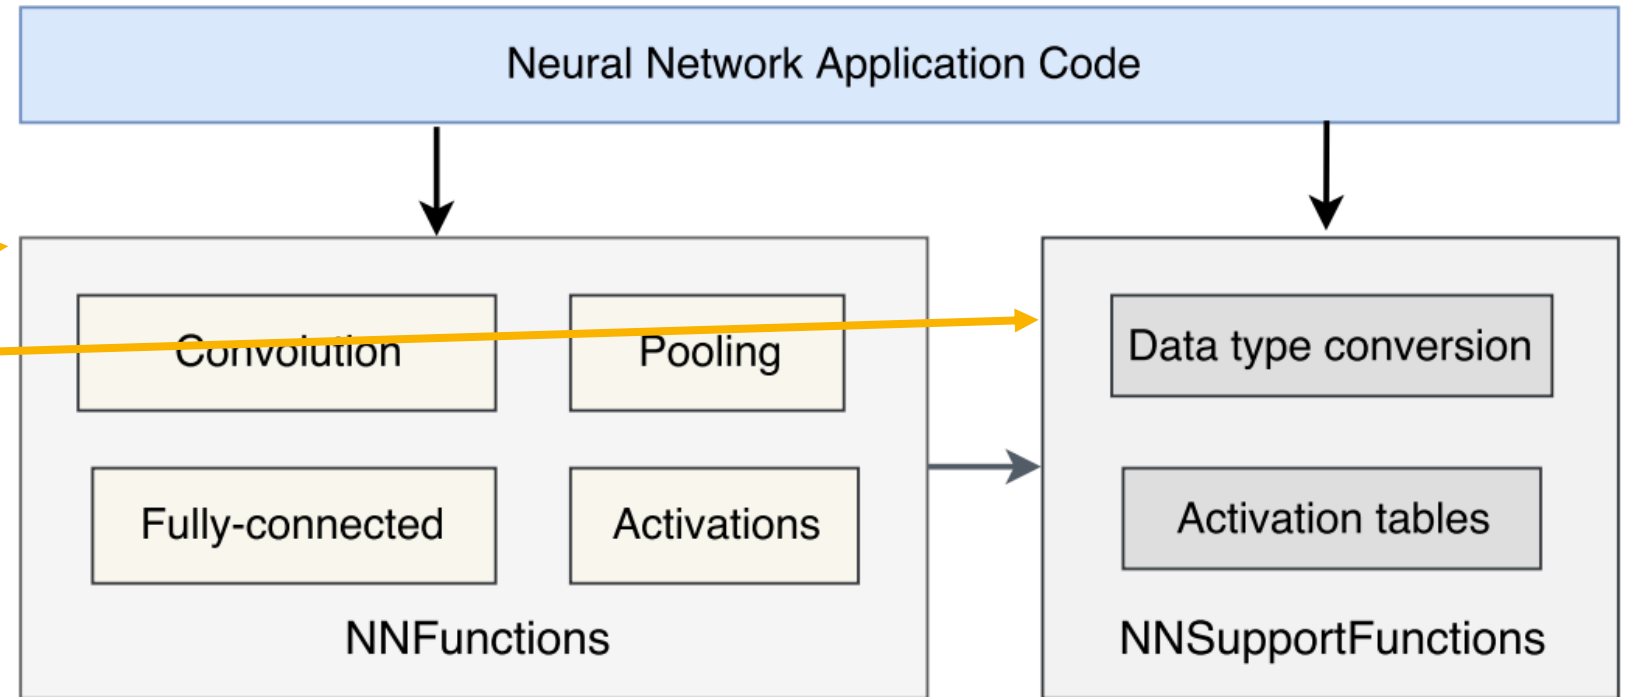 Neural Network Application Code
Convolution
Pooling
Data type conversion
Fully-connected
Activations
Activation tables
NNFunctions
NNSupportFunctions